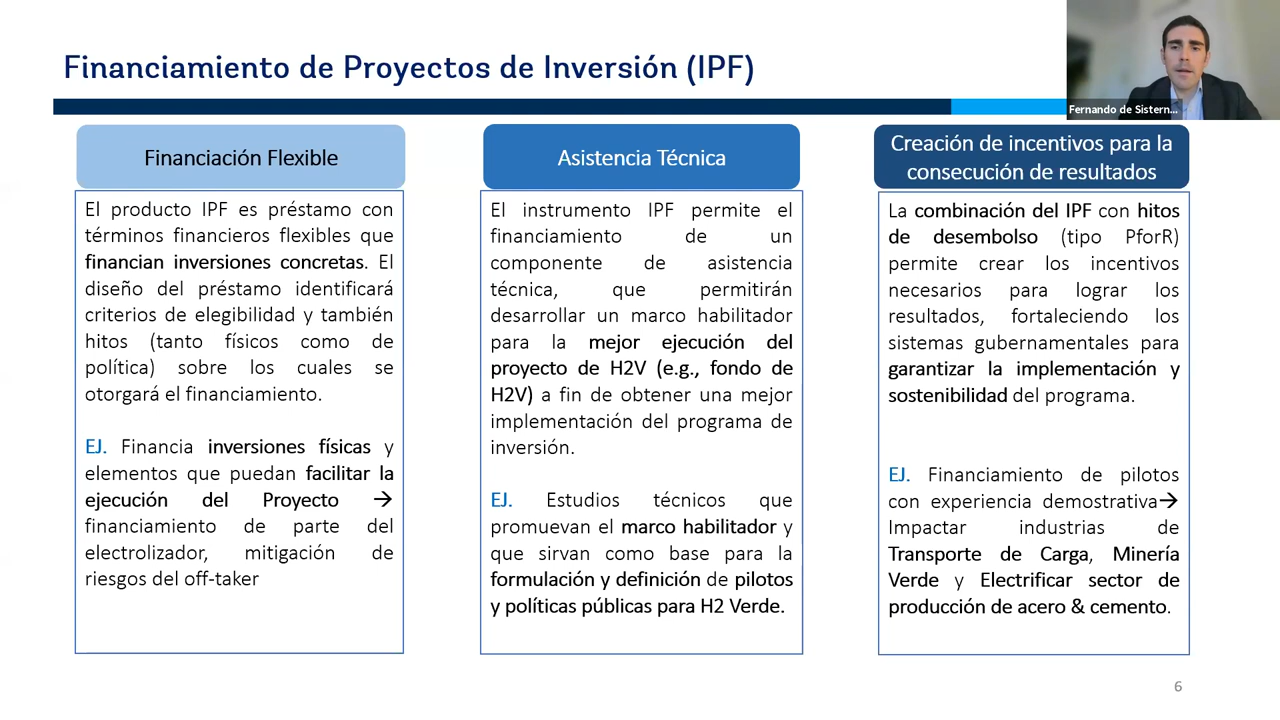 Financiamiento de Proyectos de Inversión (IPF)
Fernando de Sistern...
Financiación Flexible
El producto IPF es préstamo con
términos financieros flexibles que
financian inversiones concretas. El
diseño del préstamo identificará
criterios de elegibilidad y también
hitos (tanto físicos como de
política) sobre los cuales se
otorgará el financiamiento.
EJ. Financia inversiones físicas y
elementos que puedan facilitar la
ejecución del Proyecto →
financiamiento de parte del
electrolizador, mitigación de
riesgos del off-taker
Asistencia Técnica
El instrumento IPF permite el
financiamiento de un
componente de asistencia
técnica, que permitirán
desarrollar un marco habilitador
para la mejor ejecución del
proyecto de H2V (e.g., fondo de
H2V) a fin de obtener una mejor
implementación del programa de
inversión.
EJ. Estudios técnicos que
promuevan el marco habilitador y
que sirvan como base para la
formulación y definición de pilotos
y políticas públicas para H2 Verde.
Creación de incentivos para la
consecución de resultados
La combinación del IPF con hitos
de desembolso (tipo PforR)
permite crear los incentivos
necesarios para lograr los
resultados, fortaleciendo los
sistemas gubernamentales para
garantizar la implementación y
sostenibilidad del programa.
EJ. Financiamiento de pilotos
con experiencia demostrativa→
Impactar industrias de
Transporte de Carga, Minería
Verde y Electrificar sector de
producción de acero & cemento.
6